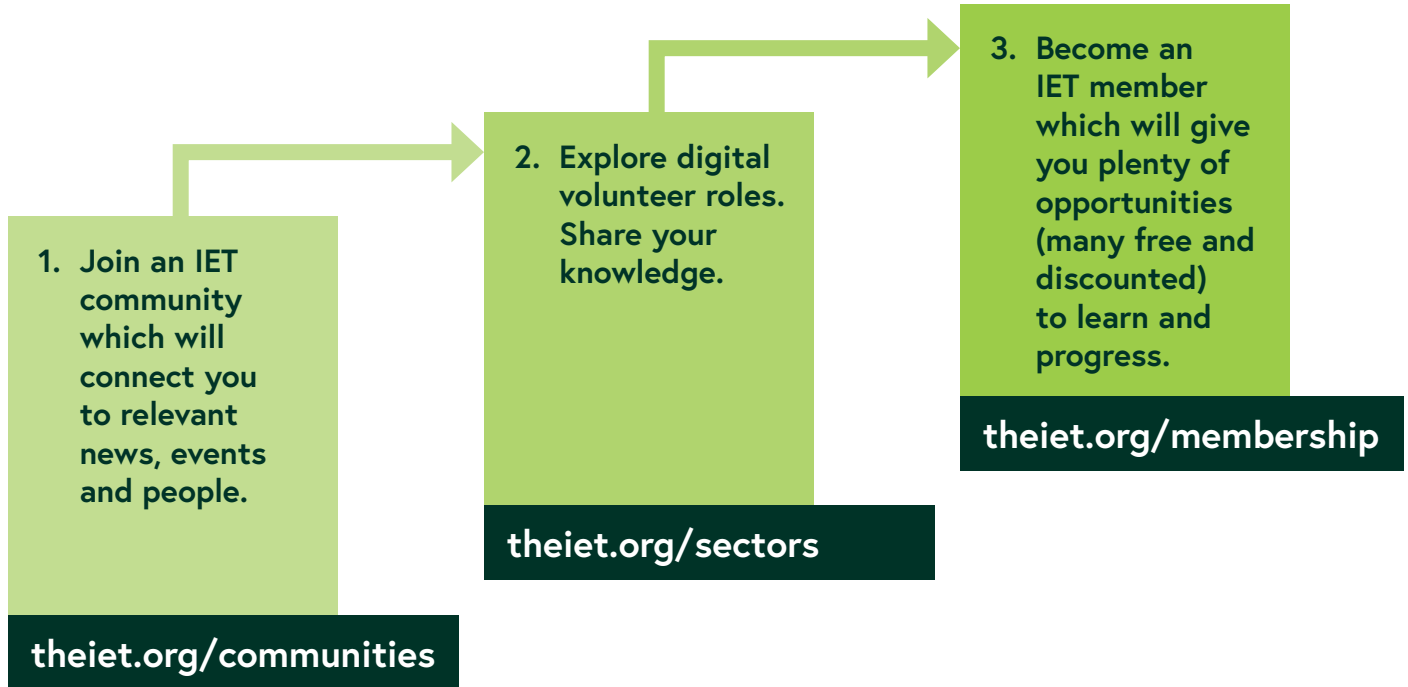 1. Join an IET
community
which will
connect you
to relevant
news, events
and people.
theiet.org/communities
2. Explore digital
volunteer roles.
Share your
knowledge.
theiet.org/sectors
3. Become an
IET member
which will give
you plenty of
opportunities
(many free and
discounted)
to learn and
progress.
theiet.org/membership